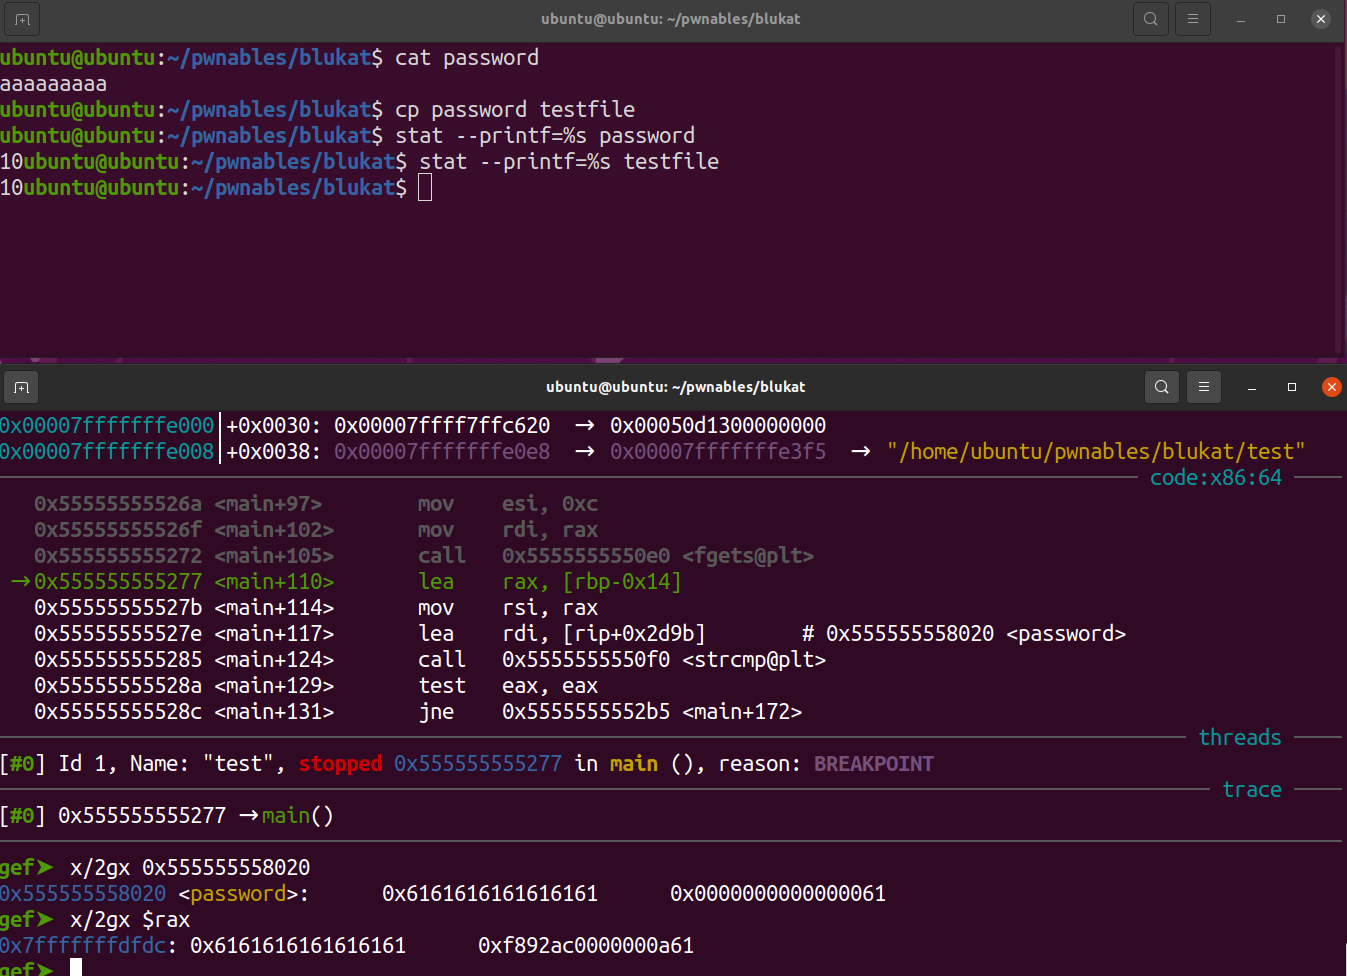 ubuntu@ubuntu: ~/pwnables/blukat
ubuntu@ubuntu:~/pwnables/blukat$ cat password
aaaaaaaaa
ubuntu@ubuntu:~/pwnables/blukat$ cp password testfile
ubuntu@ubuntu:~/pwnables/blukat$ stat --printf=%s password
10ubuntu@ubuntu:~/pwnables/blukat$ stat --printf=%s testfile
10ubuntu@ubuntu:~/pwnables/blukat$
ubuntu@ubuntu: ~/pwnables/blukat
0x00007fffffffe000│+0x0030: 0x00007ffff7ffc620 → 0x00050d1300000000
0x00007fffffffe008│+0x0038: 0x00007fffffffe0e8 → 0x00007fffffffe3f5 → "/home/ubuntu/pwnables/blukat/test"
code:x86:64
0x55555555526a <main+97> mov esi, 0xc
0x55555555526f <main+102> mov rdi, rax
0x555555555272 <main+105> call 0x5555555550e0 <fgets@plt>
→0x555555555277 <main+110> lea rax, [rbp-0x14]
0x55555555527b <main+114> mov rsi, rax
0x55555555527e <main+117> lea rdi, [rip+0x2d9b] # 0x555555558020 <password>
0x555555555285 <main+124> call 0x5555555550f0 <strcmp@plt>
0x55555555528a <main+129> test eax, eax
0x55555555528c <main+131> jne 0x5555555552b5 <main+172>
threads
[#0] Id 1, Name: "test", stopped 0x555555555277 in main (), reason: BREAKPOINT
trace
[#0] 0x555555555277 →main()
gef➤ x/2gx 0x555555558020
0x555555558020 <password>: 0x6161616161616161 0x0000000000000061
gef➤ x/2gx $rax
0x7fffffffdfdc: 0x6161616161616161 0xf892ac0000000a61
gef➤